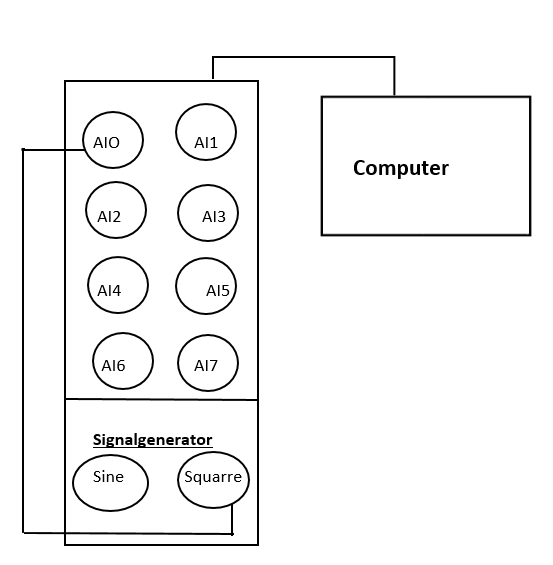 AIO
AI1
Computer
AI2
AI3
AI4
AI5
AI6
AI7
Signalgenerator
Sine
Squarre